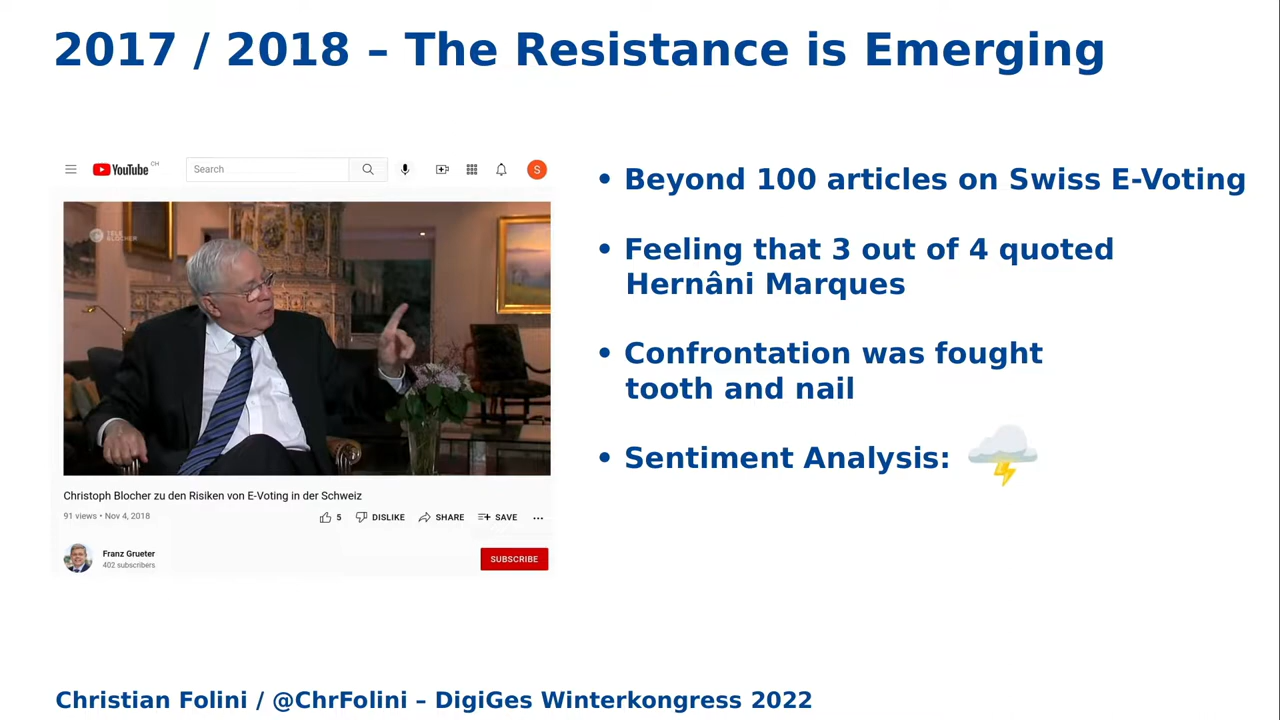 2017 / 2018 – The Resistance is Emerging
YouTube CH
Search
S
TELE
BLOCHER
Christoph Blocher zu den Risiken von E-Voting in der Schweiz
91 views • Nov 4, 2018
5 DISLIKE SHARE SAVE ...
Franz Grueter
402 subscribers
SUBSCRIBE
• Beyond 100 articles on Swiss E-Voting
• Feeling that 3 out of 4 quoted
Hernâni Marques
• Confrontation was fought
tooth and nail
• Sentiment Analysis:
Christian Folini / @ChrFolini – DigiGes Winterkongress 2022